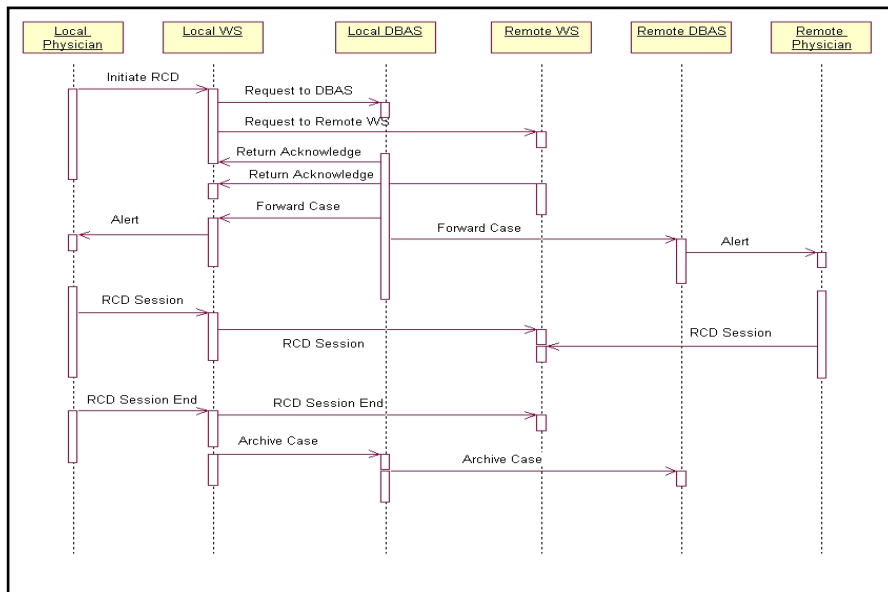 Local
Physician
Local WS
Local DBAS
Remote WS
Remote DBAS
Remote
Physician
Initiate RCD
Request to DBAS
Request to Remote WS
Return Acknowledge
Return Acknowledge
Forward Case
Alert
Forward Case
Alert
RCD Session
RCD Session
RCD Session
RCD Session End
RCD Session End
Archive Case
Archive Case